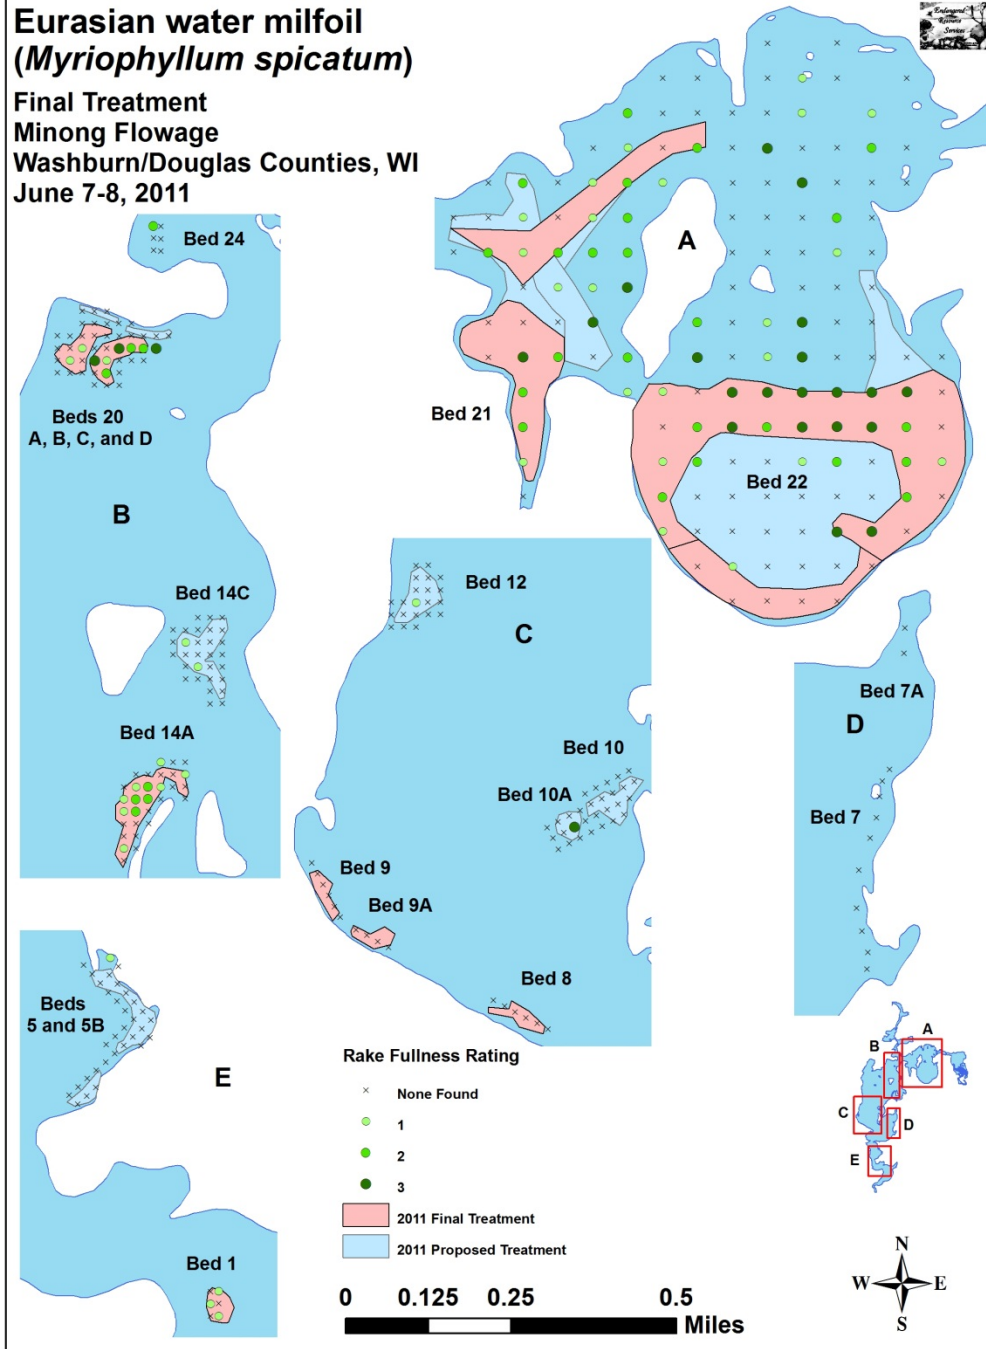 Eurasian water milfoil
(Myriophyllum spicatum)
Final Treatment
Minong Flowage
Washburn/Douglas Counties, WI
June 7-8, 2011
Endangered
Resource
Services
Bed 24
A
Bed 21
Beds 20
A, B, C, and D
Bed 22
B
Bed 14C
Bed 12
C
Bed 7A
D
Bed 14A
Bed 10
Bed 10A
Bed 7
Bed 9
Bed 9A
Bed 8
Beds
5 and 5B
E
Bed 1
Rake Fullness Rating
None Found
1
2
3
2011 Final Treatment
2011 Proposed Treatment
0 0.125 0.25 0.5
Miles
A
B
C
D
E
N
W E
S